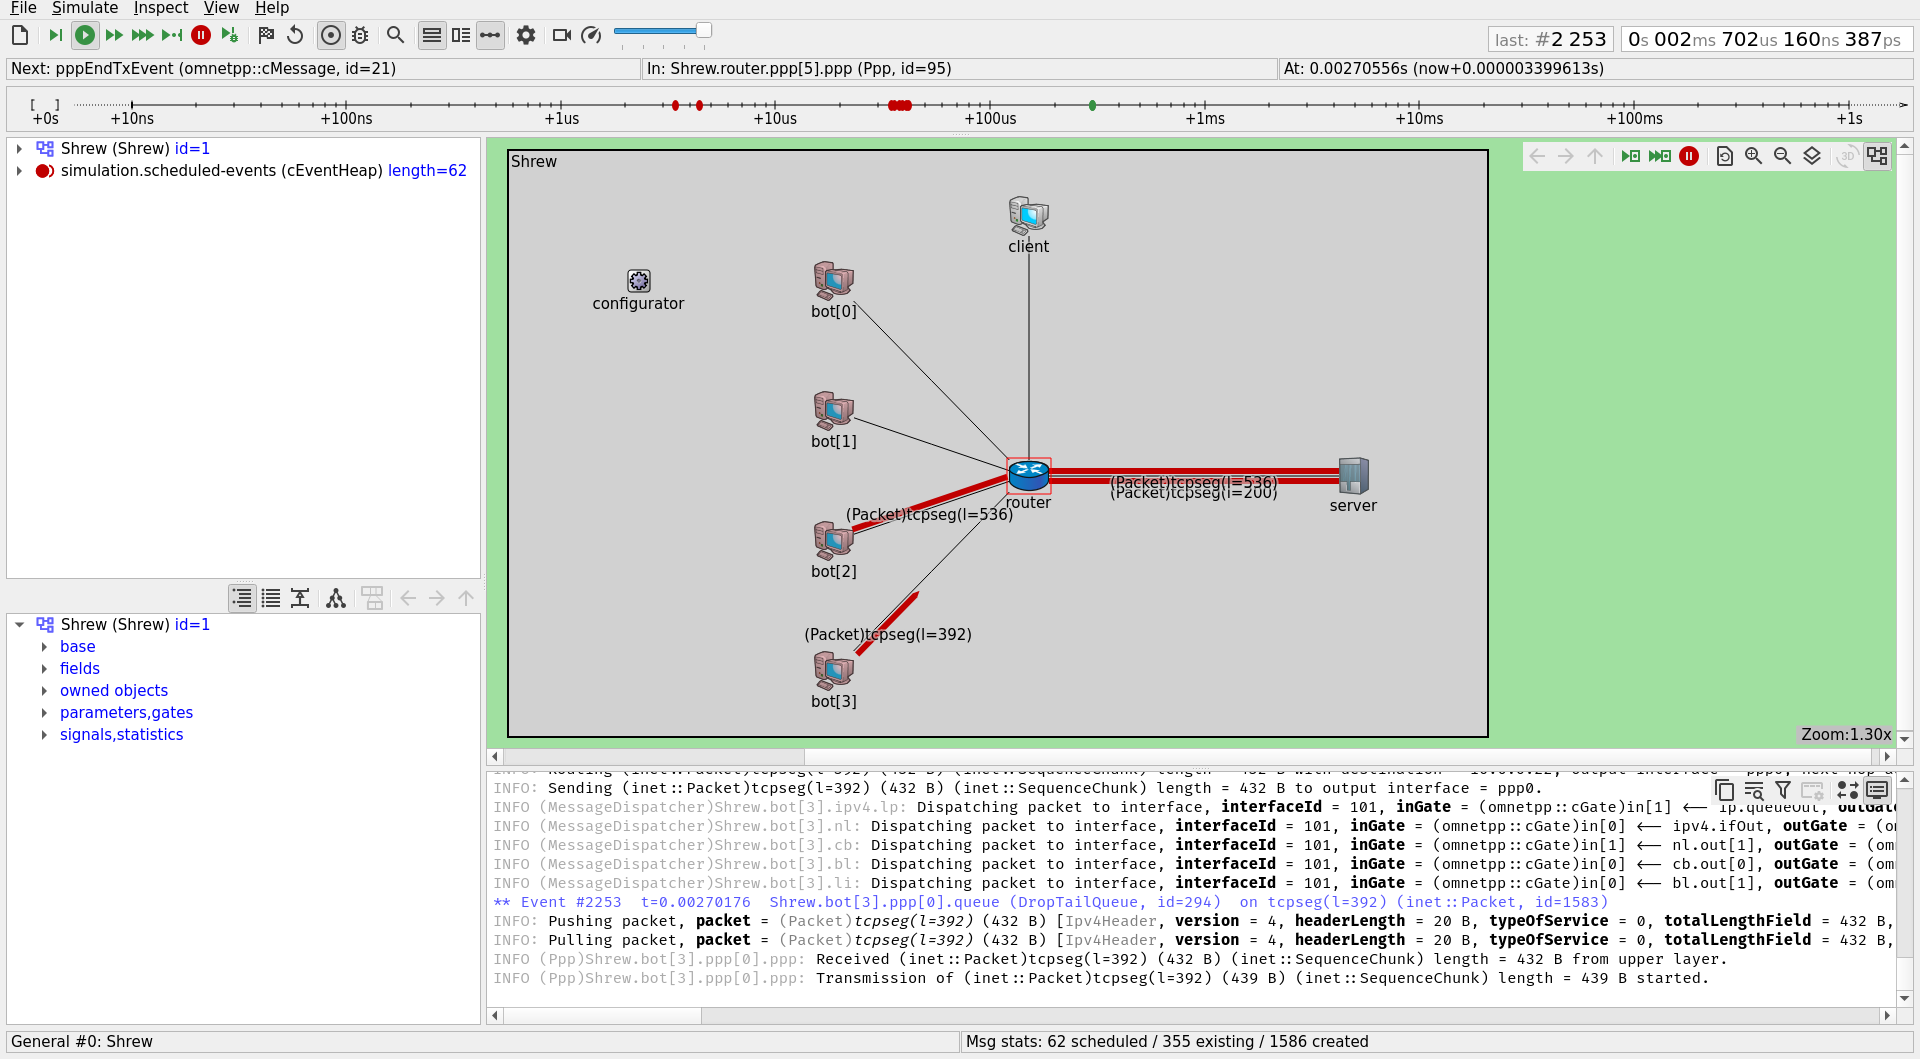 File Simulate Inspect View Help
last: #2 253
0s 002ms 702us 160ns 387ps
Next: pppEndTxEvent (omnetpp::cMessage, id=21)
In: Shrew.router.ppp[5].ppp (Ppp, id=95)
At: 0.00270556s (now+0.000003399613s)
[ ]
+0s +10ns +100ns +1us +10us +100us +1ms +10ms +100ms +1s
Shrew (Shrew) id=1
simulation.scheduled-events (cEventHeap) length=62
Shrew (Shrew) id=1
base
fields
owned objects
parameters,gates
signals,statistics
Shrew
3D
client
configurator
bot[0]
bot[1]
router
(Packet)tcpseg(l=536)
(Packet)tcpseg(l=200)
server
(Packet)tcpseg(l=536)
bot[2]
(Packet)tcpseg(l=392)
bot[3]
Zoom:1.30x
INFO: Routing (inet::Packet)tcpseg(l=392) (432 B) (inet::SequenceChunk) length = 432 B with destination = 
INFO: Sending (inet::Packet)tcpseg(l=392) (432 B) (inet::SequenceChunk) length = 432 B to output interface = ppp0.
INFO (MessageDispatcher)Shrew.bot[3].ipv4.lp: Dispatching packet to interface, interfaceId = 101, inGate = (omnetpp::cGate)in[1] <-- ip.queueOut, outGat
INFO (MessageDispatcher)Shrew.bot[3].nl: Dispatching packet to interface, interfaceId = 101, inGate = (omnetpp::cGate)in[0] <-- ipv4.ifOut, outGate = (o
INFO (MessageDispatcher)Shrew.bot[3].cb: Dispatching packet to interface, interfaceId = 101, inGate = (omnetpp::cGate)in[1] <-- nl.out[1], outGate = (om
INFO (MessageDispatcher)Shrew.bot[3].bl: Dispatching packet to interface, interfaceId = 101, inGate = (omnetpp::cGate)in[0] <-- cb.out[0], outGate = (om
INFO (MessageDispatcher)Shrew.bot[3].li: Dispatching packet to interface, interfaceId = 101, inGate = (omnetpp::cGate)in[0] <-- bl.out[1], outGate = (om
** Event #2253 t=0.00270176 Shrew.bot[3].ppp[0].queue (DropTailQueue, id=294) on tcpseg(l=392) (inet::Packet, id=1583)
INFO: Pushing packet, packet = (Packet)tcpseg(l=392) (432 B) [Ipv4Header, version = 4, headerLength = 20 B, typeOfService = 0, totalLengthField = 432 B,
INFO: Pulling packet, packet = (Packet)tcpseg(l=392) (432 B) [Ipv4Header, version = 4, headerLength = 20 B, typeOfService = 0, totalLengthField = 432 B,
INFO (Ppp)Shrew.bot[3].ppp[0].ppp: Received (inet::Packet)tcpseg(l=392) (432 B) (inet::SequenceChunk) length = 432 B from upper layer.
INFO (Ppp)Shrew.bot[3].ppp[0].ppp: Transmission of (inet::Packet)tcpseg(l=392) (439 B) (inet::SequenceChunk) length = 439 B started.
General #0: Shrew
Msg stats: 62 scheduled / 355 existing / 1586 created